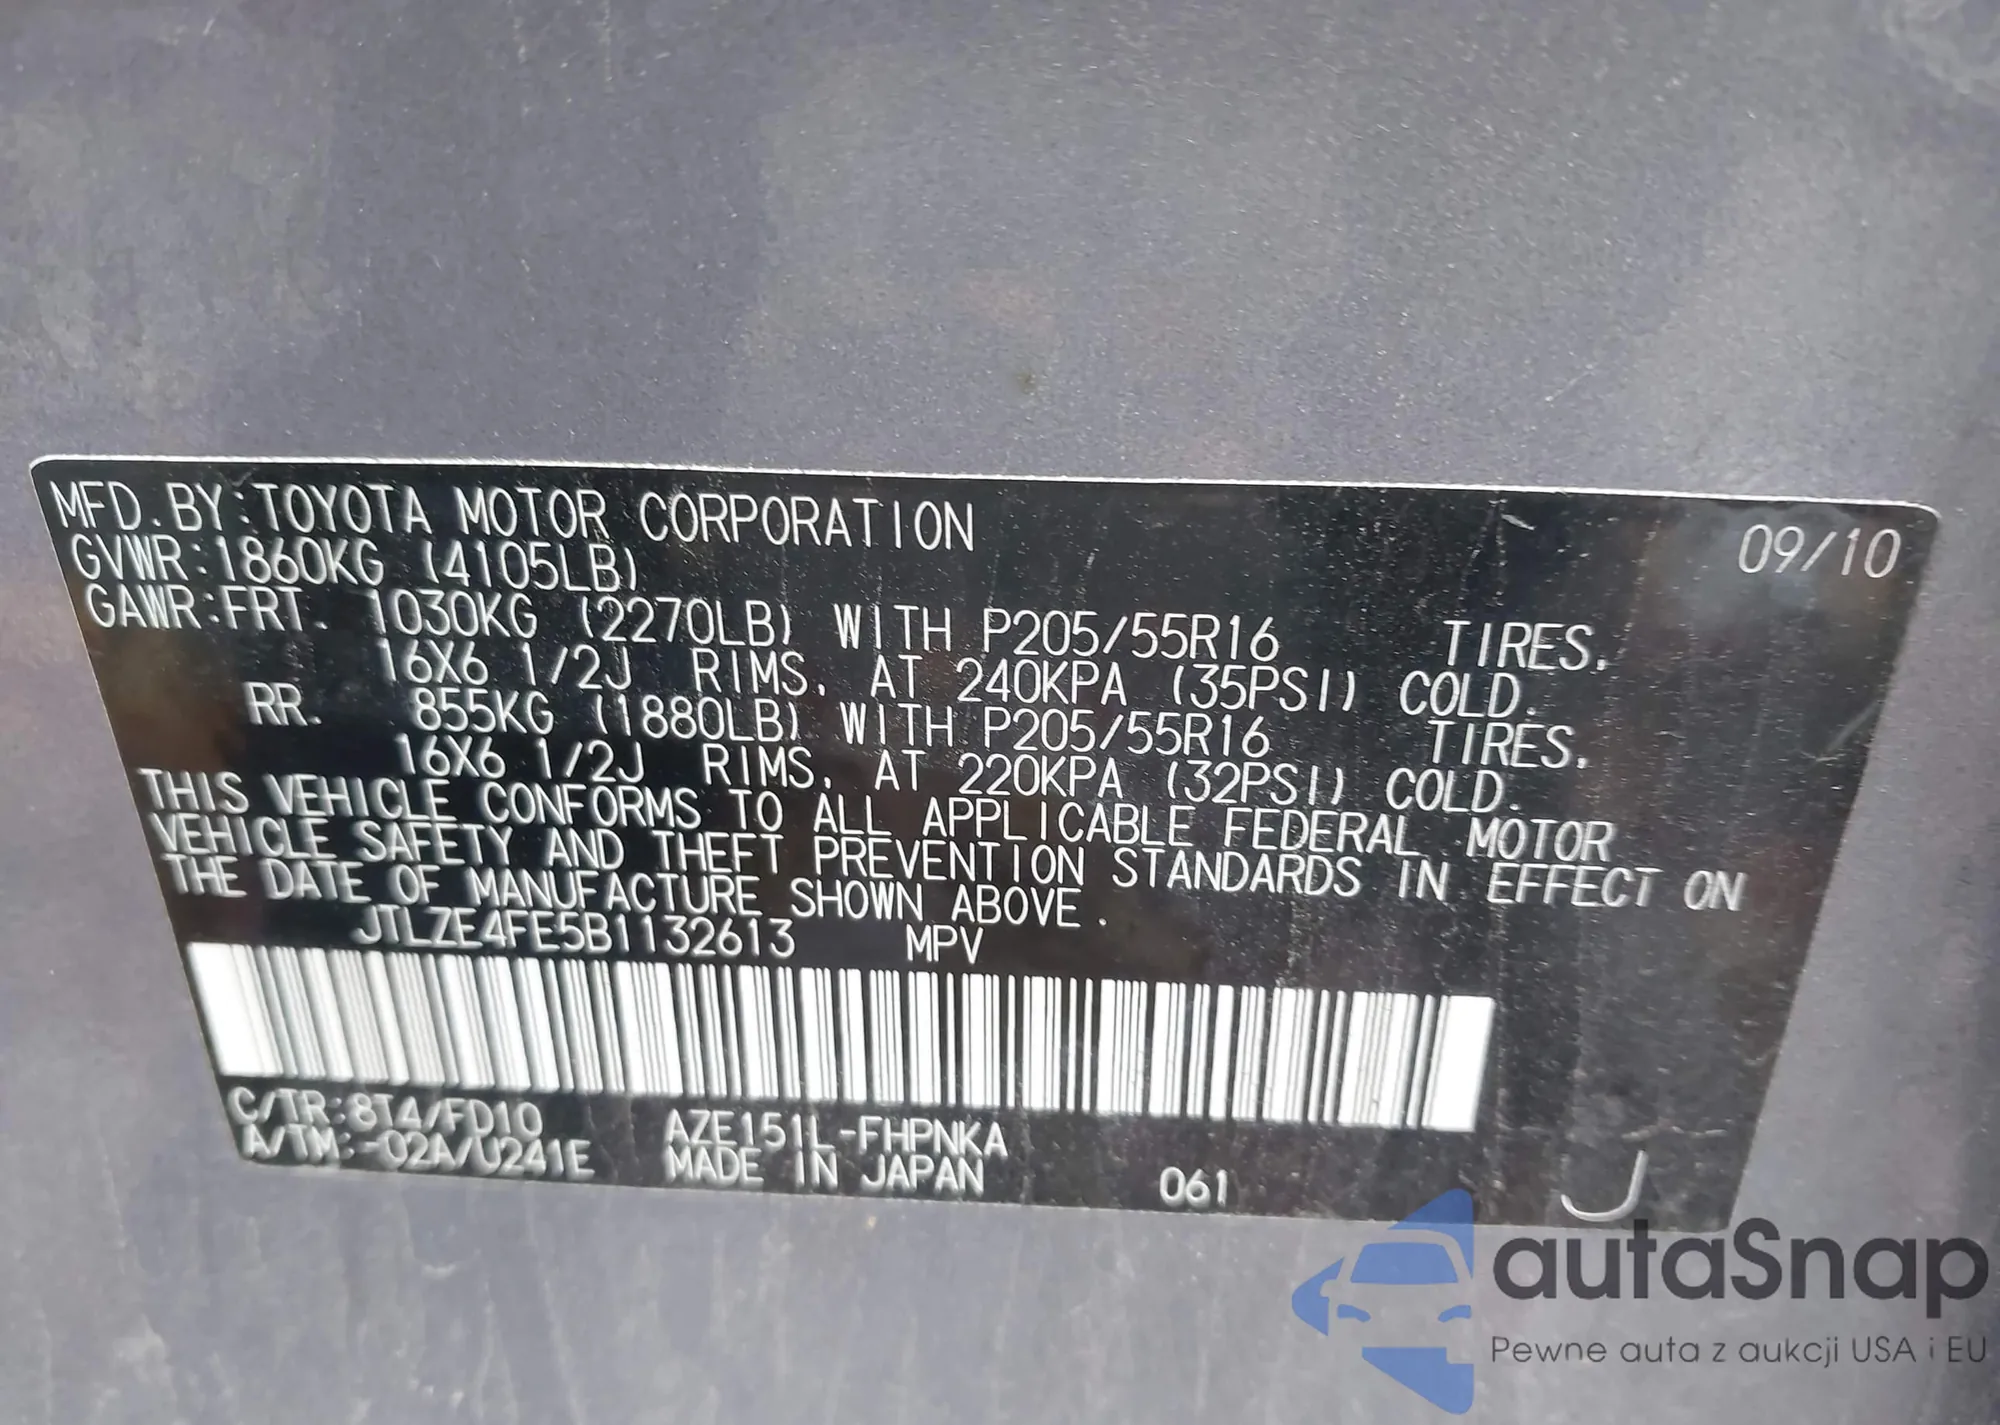 MFD.BY:TOYOTA MOTOR CORPORATION 09/10
GVWR:1860KG (4105LB)
GAWR:FRT. 1030KG (2270LB) WITH P205/55R16 TIRES.
16X6 1/2J RIMS, AT 240KPA (35PSI) COLD.
RR. 855KG (1880LB) WITH P205/55R16 TIRES.
16X6 1/2J RIMS, AT 220KPA (32PSI) COLD.
THIS VEHICLE CONFORMS TO ALL APPLICABLE FEDERAL MOTOR
VEHICLE SAFETY AND THEFT PREVENTION STANDARDS IN EFFECT ON
THE DATE OF MANUFACTURE SHOWN ABOVE.
JTLZE4FE5B1132613 MPV
C/TR:8T4/FD10 AZE151L-FHPNKA
A/TM:-02A/U241E MADE IN JAPAN 061 J
autaSnap
Pewne auta z aukcji USA i EU